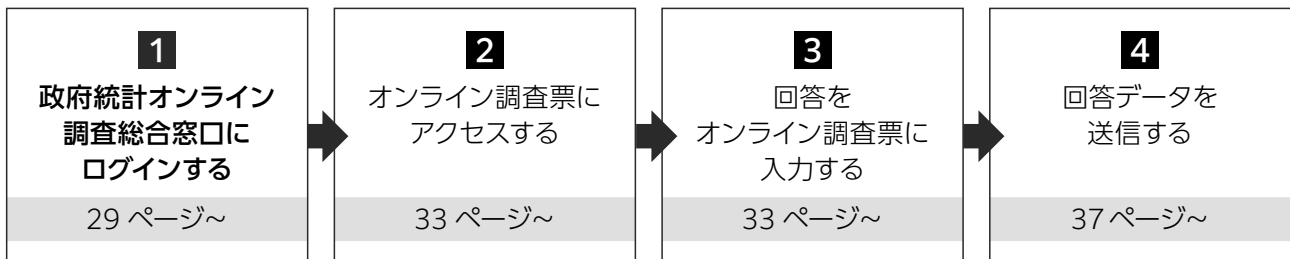 1
政府統計オンライン
調査総合窓口に
ログインする
29 ページ~
2
オンライン調査票に
アクセスする
33 ページ~
3
回答を
オンライン調査票に
入力する
33 ページ~
4
回答データを
送信する
37 ページ~